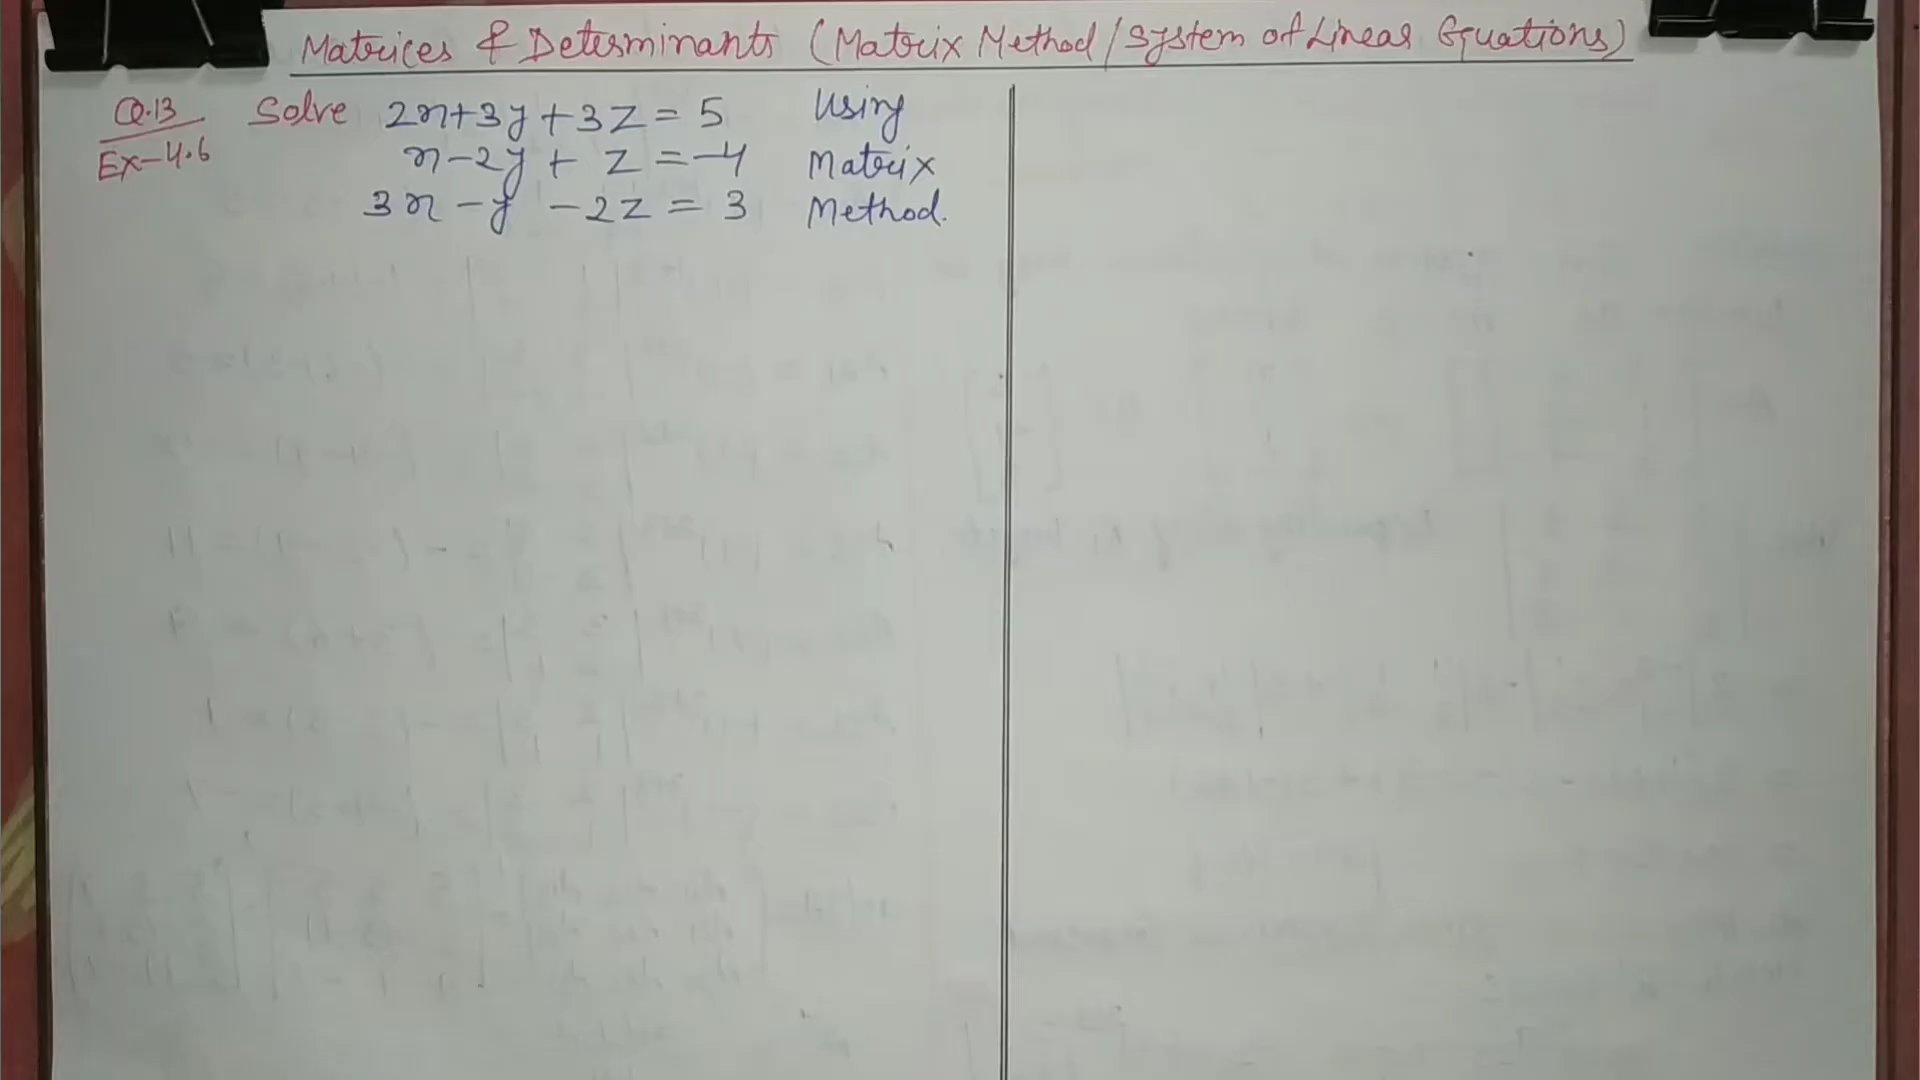 Matrices & Determinants (Matrix Method/System of Linear Equations)
Q.13 Solve 2x+3y+3z=5 Using
Ex-4.6 x-2y+z=-4 Matrix
3x-y-2z=3 Method.